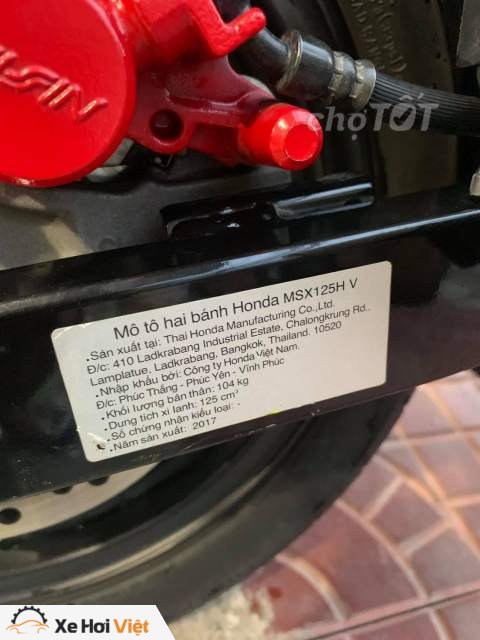 NISSIN
chợTỐT
Mô tô hai bánh Honda MSX125H V
•Sản xuất tại: Thai Honda Manufacturing Co.,Ltd.
Đ/c: 410 Ladkrabang Industrial Estate, Chalongkrung Rd.,
Lamplatue, Ladkrabang, Bangkok, Thailand. 10520
•Nhập khẩu bởi: Công ty Honda Việt Nam.
Đ/c: Phúc Thắng - Phúc Yên - Vĩnh Phúc
•Khối lượng bản thân: 104 kg
•Dung tích xi lanh: 125 cm³
•Số chứng nhận kiểu loại: -
•Năm sản xuất: 2017
Xe Hơi Việt